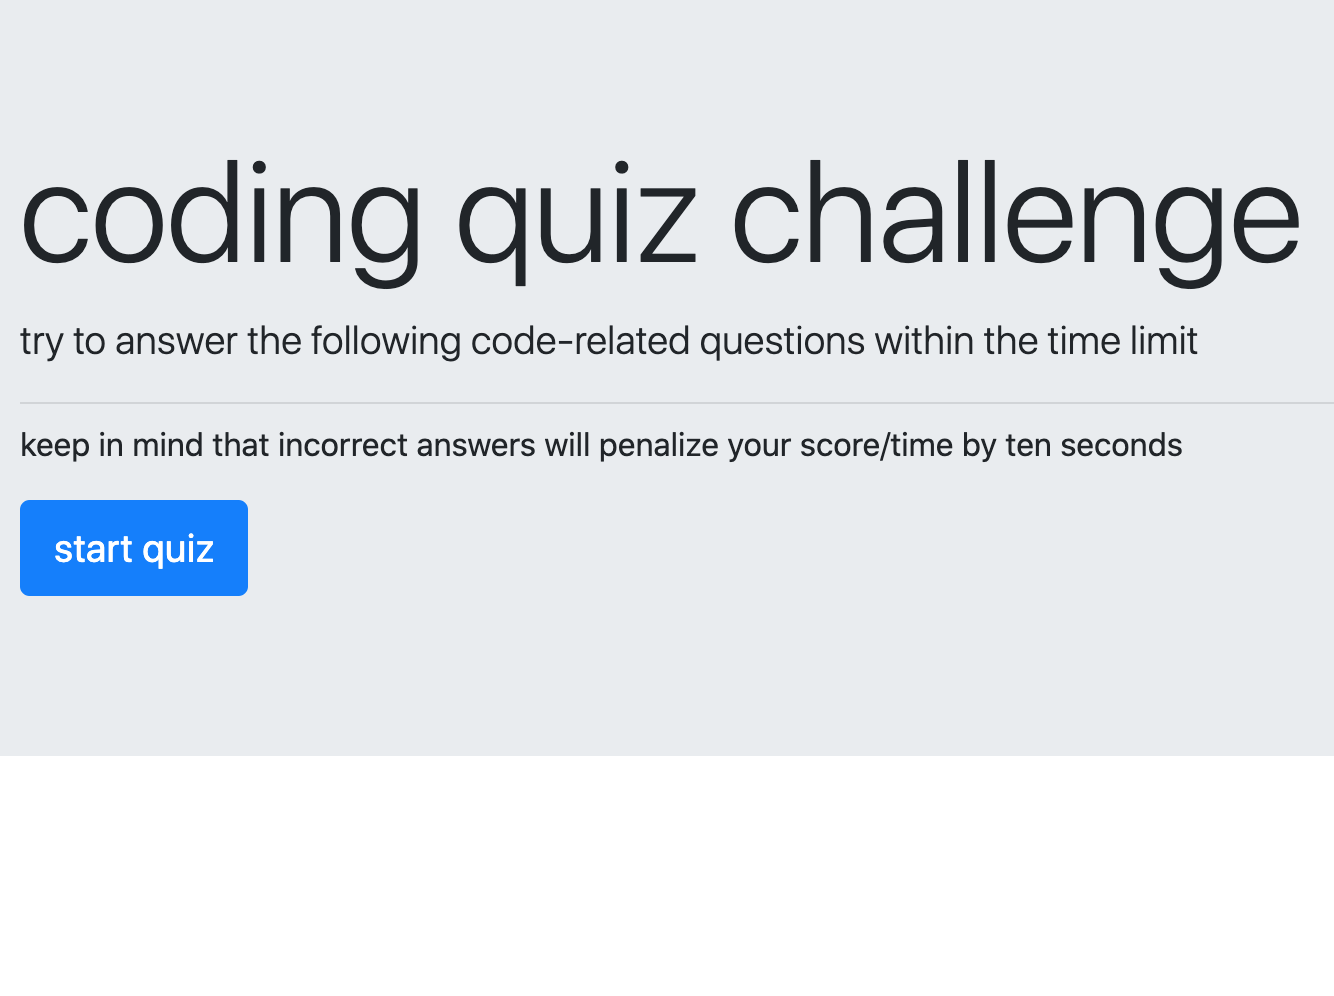 coding quiz challenge
try to answer the following code-related questions within the time limit
keep in mind that incorrect answers will penalize your score/time by ten seconds
start quiz